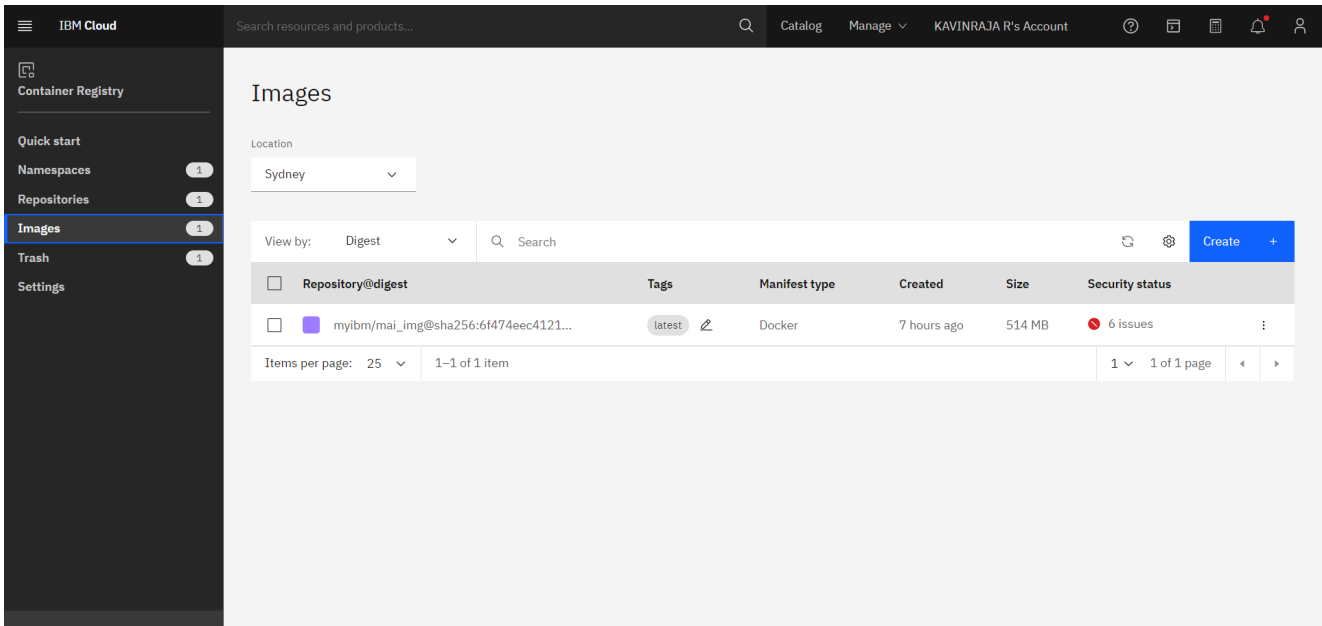 IBM Cloud
Search resources and products...
Catalog
Manage
KAVINRAJA R's Account
Container Registry
Quick start
Namespaces 1
Repositories 1
Images 1
Trash 1
Settings
Images
Location
Sydney
View by: Digest
Search
Create +
Repository@digest Tags Manifest type Created Size Security status
myibm/mai_img@sha256:6f474eec4121... latest Docker 7 hours ago 514 MB 6 issues
Items per page: 25 1–1 of 1 item 1 1 of 1 page